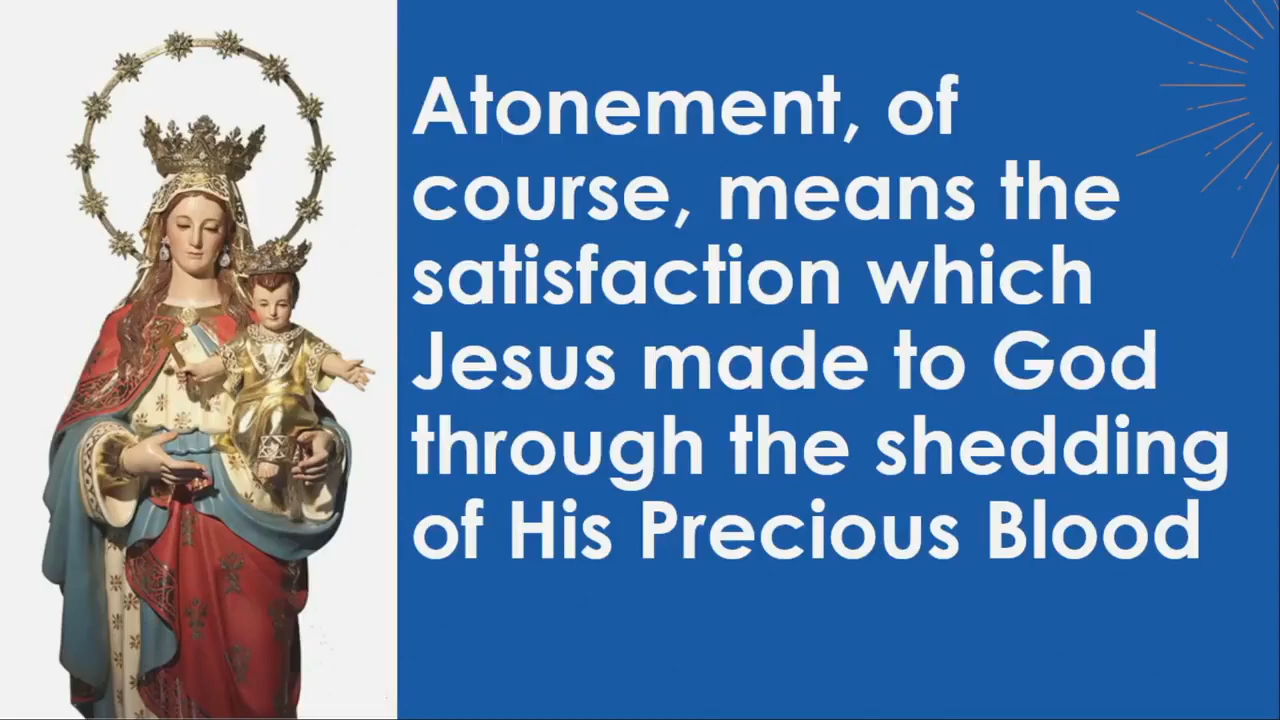 Atonement, of
course, means the
satisfaction which
Jesus made to God
through the shedding
of His Precious Blood